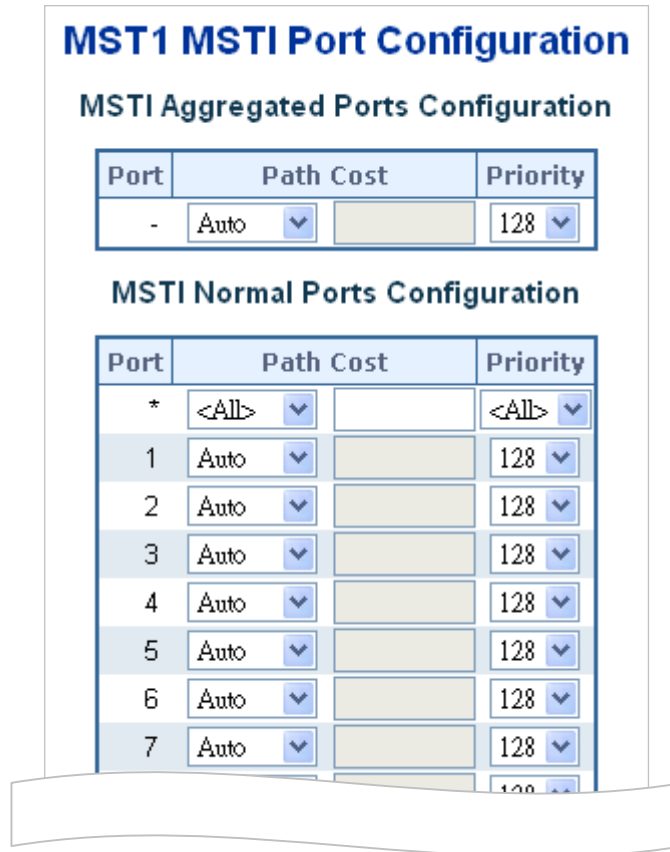 MST1 MSTI Port Configuration
MSTI Aggregated Ports Configuration
Port Path Cost Priority
- Auto 128
MSTI Normal Ports Configuration
Port Path Cost Priority
* <All> <All>
1 Auto 128
2 Auto 128
3 Auto 128
4 Auto 128
5 Auto 128
6 Auto 128
7 Auto 128